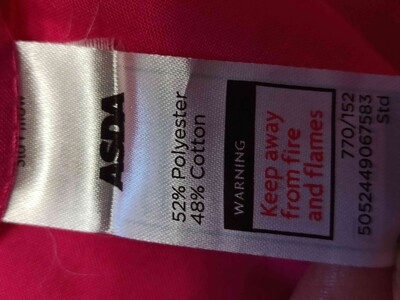 ASDA
52% Polyester
48% Cotton
WARNING
Keep away
from fire
and flames
770/152
5052449067583
Std